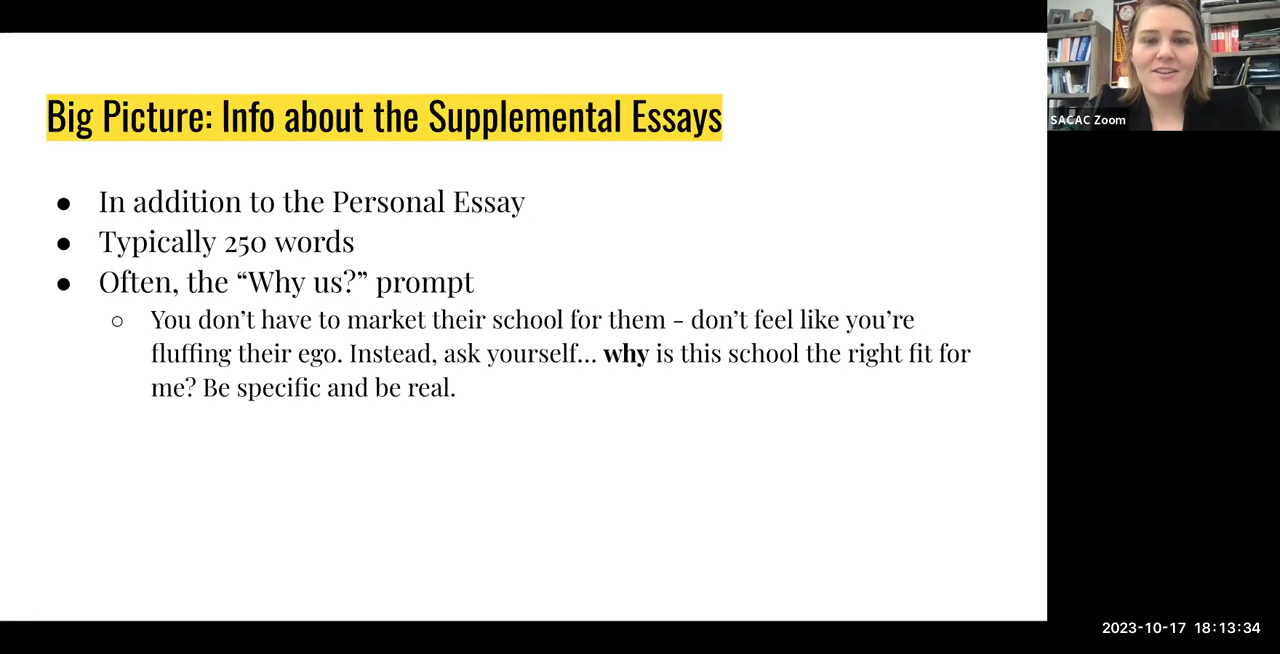 Big Picture: Info about the Supplemental Essays
● In addition to the Personal Essay
● Typically 250 words
● Often, the “Why us?” prompt
○ You don’t have to market their school for them - don’t feel like you’re
fluffing their ego. Instead, ask yourself... why is this school the right fit for
me? Be specific and be real.
SACAC Zoom
2023-10-17 18:13:34